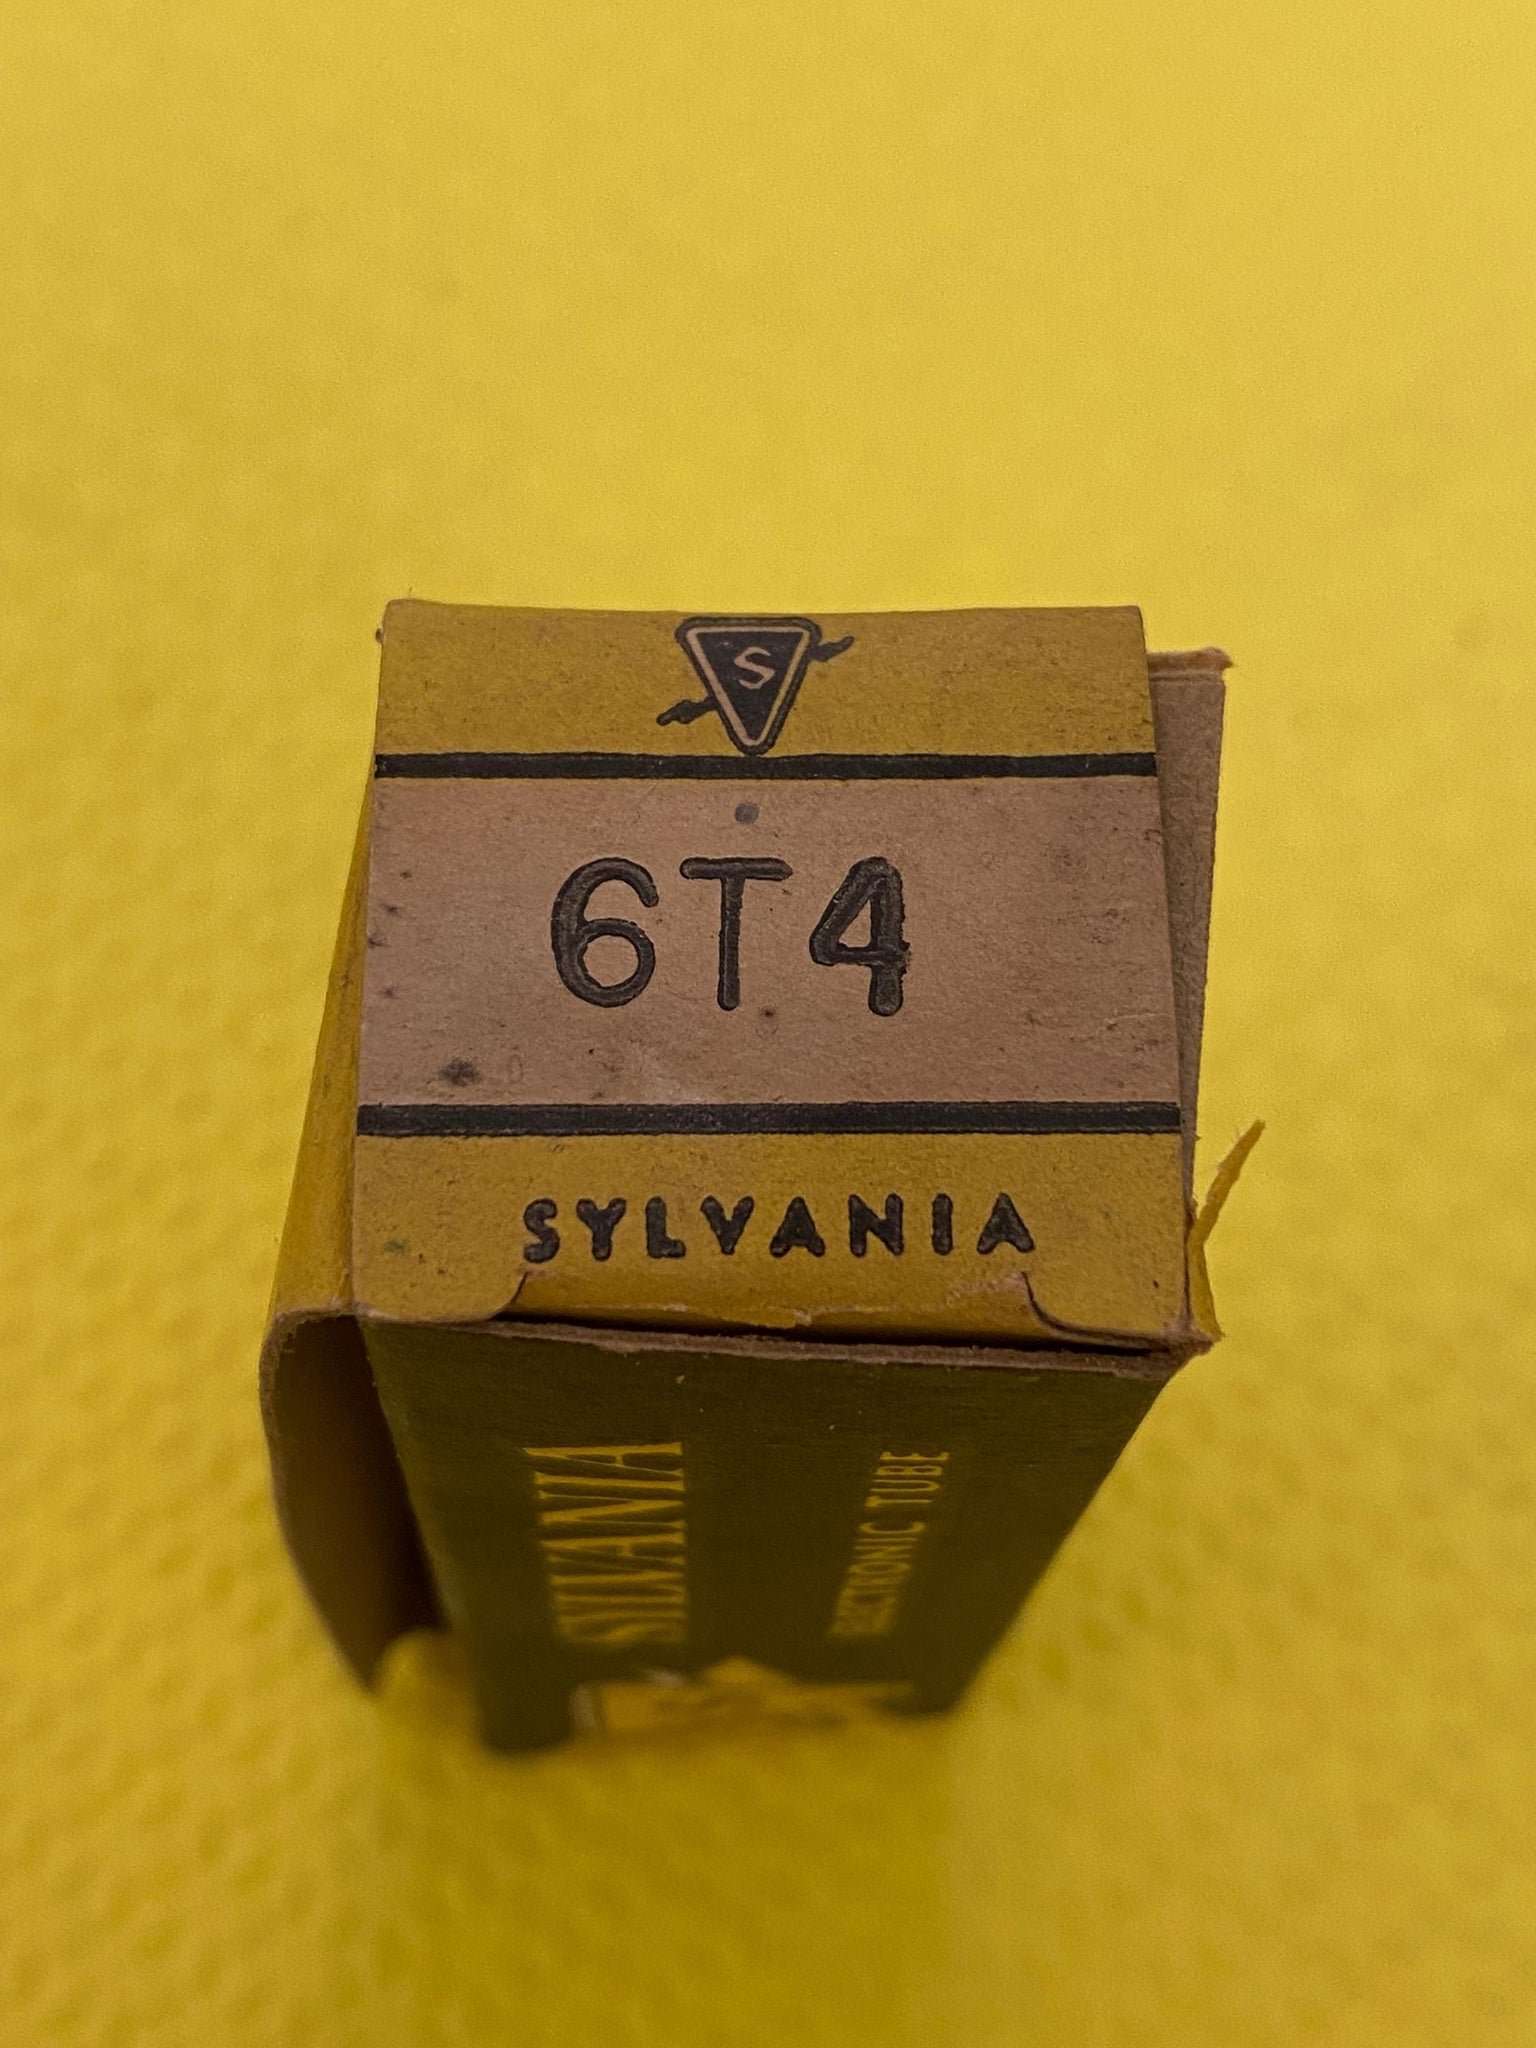 S
6T4
SYLVANIA
SYLVANIA
ELECTRONIC TUBE